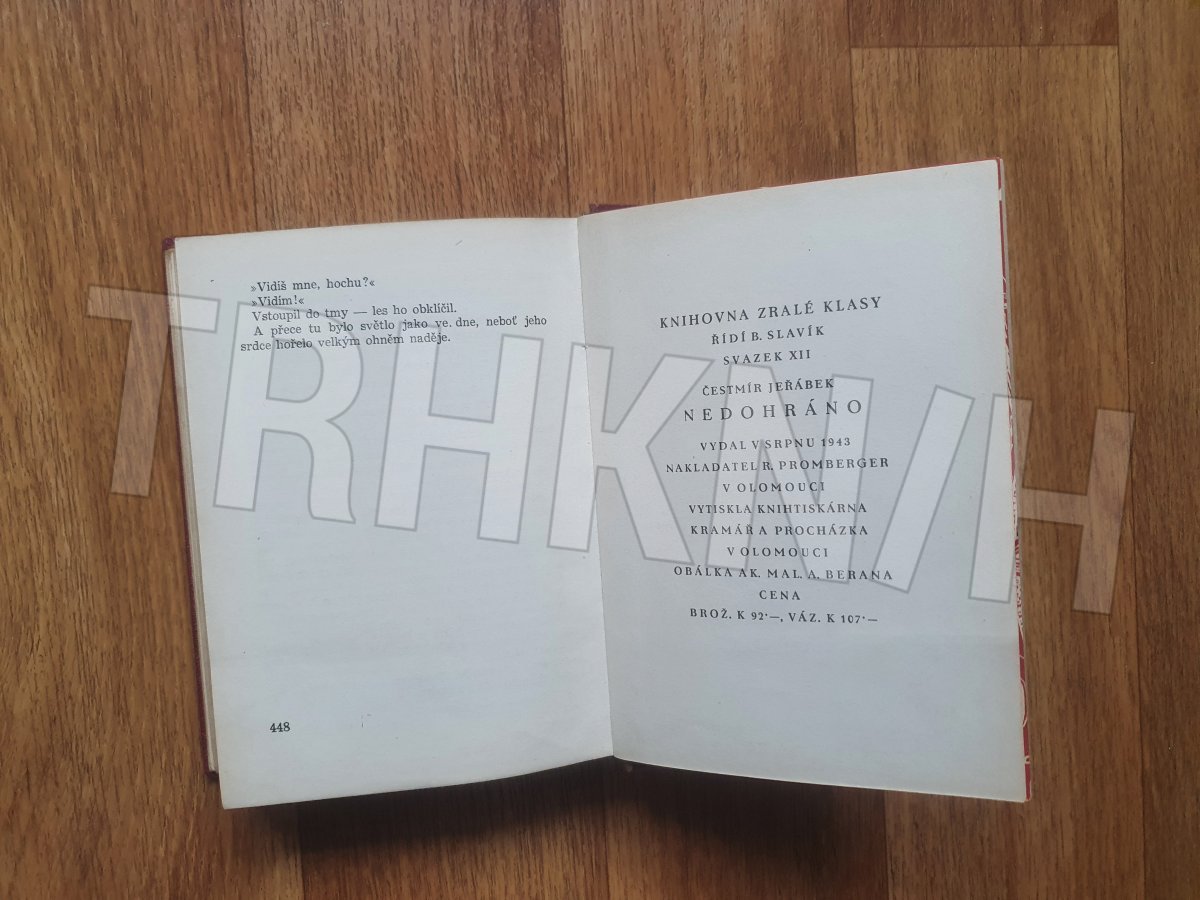 »Vidíš mne, hochu?«
»Vidím!«
Vstoupil do tmy — les ho obklíčil.
A přece tu bylo světlo jako ve. dne, neboť jeho
srdce hořelo velkým ohněm naděje.
448
KNIHOVNA ZRALÉ KLASY
ŘÍDÍ B. SLAVÍK
SVAZEK XII
ČESTMÍR JEŘÁBEK
NEDOHRÁNO
VYDAL V SRPNU 1943
NAKLADATEL R. PROMBERGER
V OLOMOUCI
VYTISKLA KNIHTISKÁRNA
KRAMÁŘ A PROCHÁZKA
V OLOMOUCI
OBÁLKA AK. MAL. A. BERANA
CENA
BROŽ. K 92·—, VÁZ. K 107·—
TRHKNIH